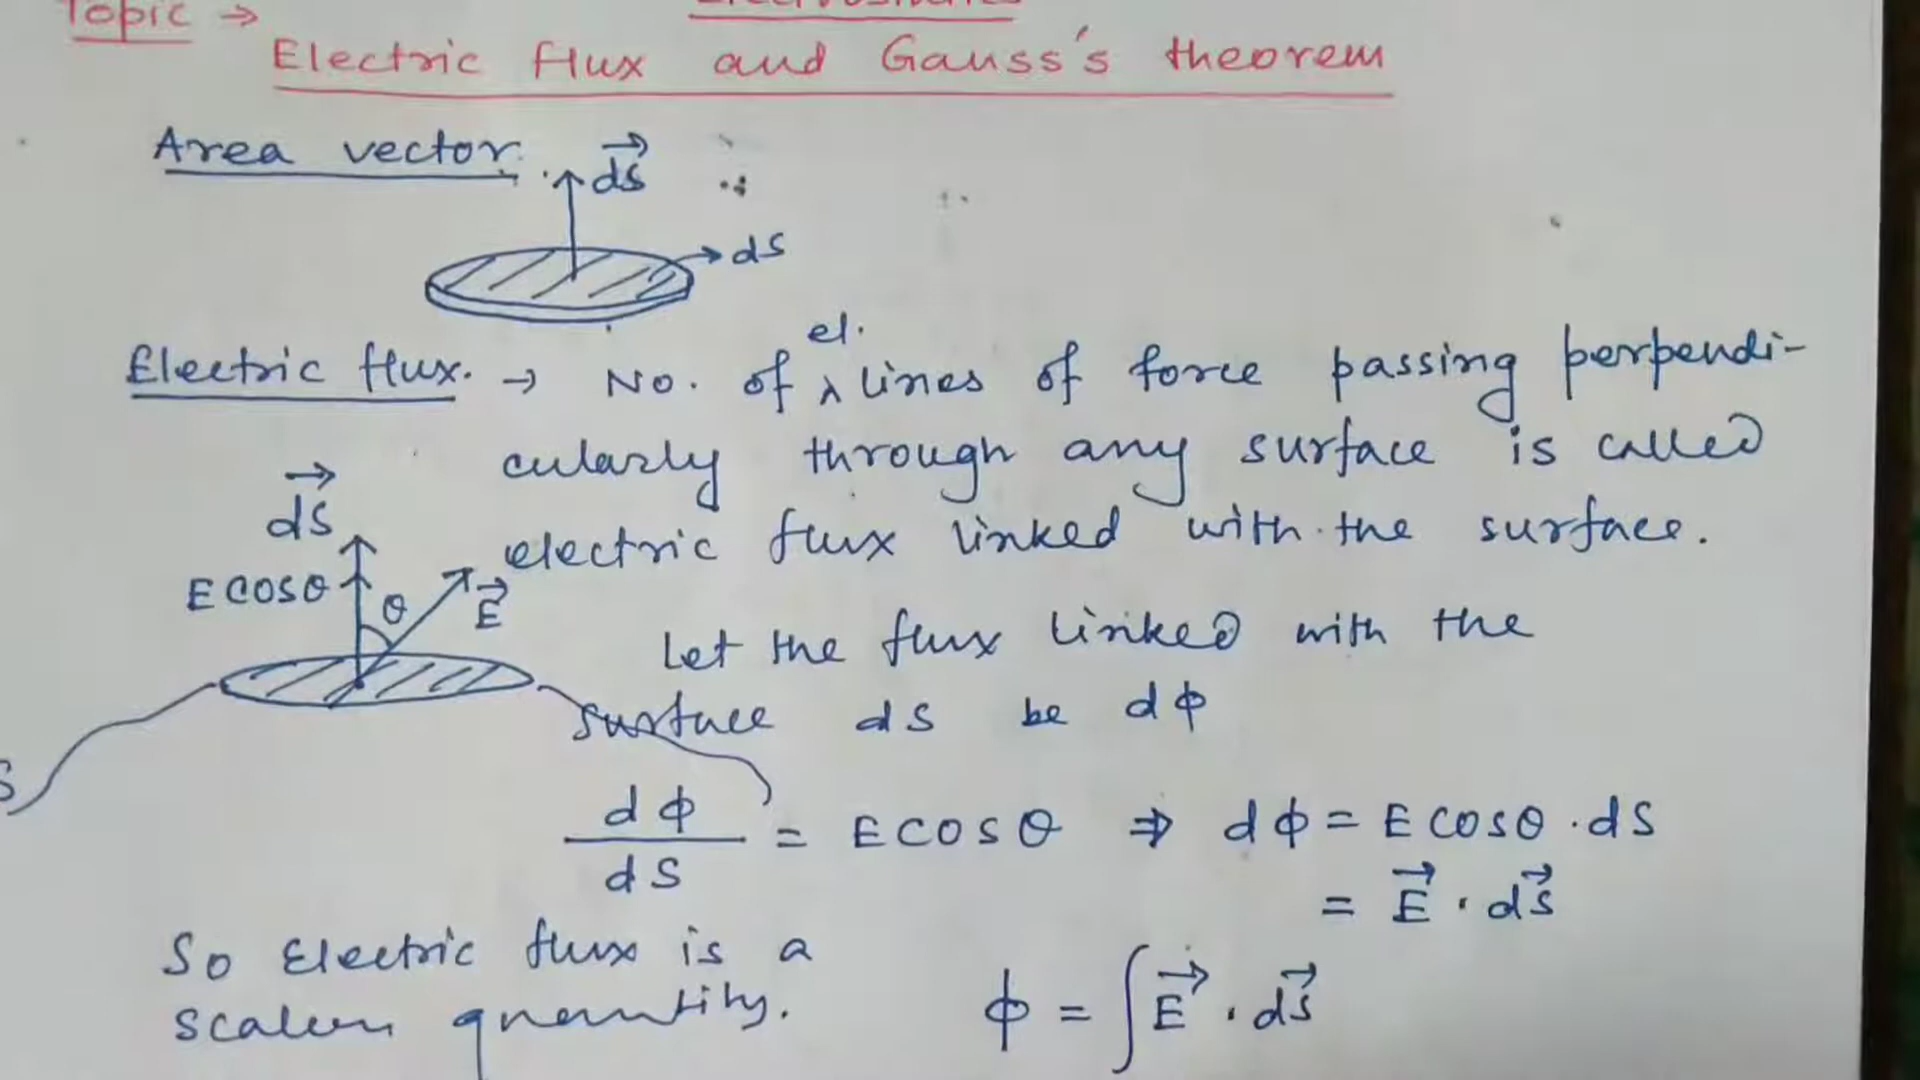 Topic →
Electric flux and Gauss's theorem
Area vector.
d⃗s
→ ds
el.
Electric flux. → No. of ⁁ lines of force passing perpendi-
cularly through any surface is called
electric flux linked with the surface.
d⃗s
E cosθ
θ
E⃗
Let the flux linked with the
surface ds be dϕ
S
dϕ/ds = E cosθ ⇒ dϕ = E cosθ · ds
= E⃗ · ds⃗
So Electric flux is a
scalar quantity.
ϕ = ∫ E⃗ · ds⃗